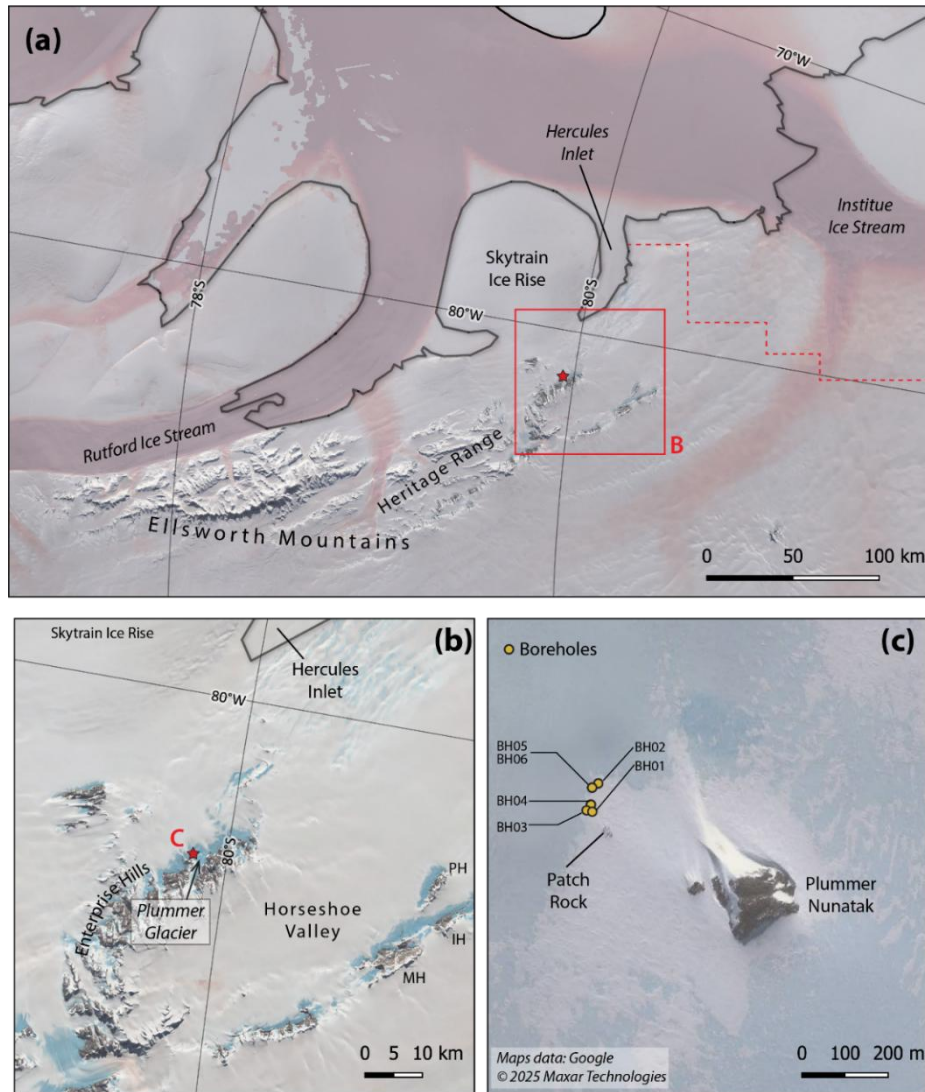 (a)
70°W
Hercules
Inlet
Institue
Ice Stream
Skytrain
Ice Rise
78°S
80°W
80°S
Rutford Ice Stream
Heritage Range
B
Ellsworth Mountains
0 50 100 km
Skytrain Ice Rise
(b)
Hercules
Inlet
80°W
C
80°S
PH
Enterprise Hills
Plummer
Glacier
Horseshoe
Valley
IH
MH
0 5 10 km
(c)
Boreholes
BH05
BH06
BH02
BH01
BH04
BH03
Patch
Rock
Plummer
Nunatak
Maps data: Google
© 2025 Maxar Technologies
0 100 200 m